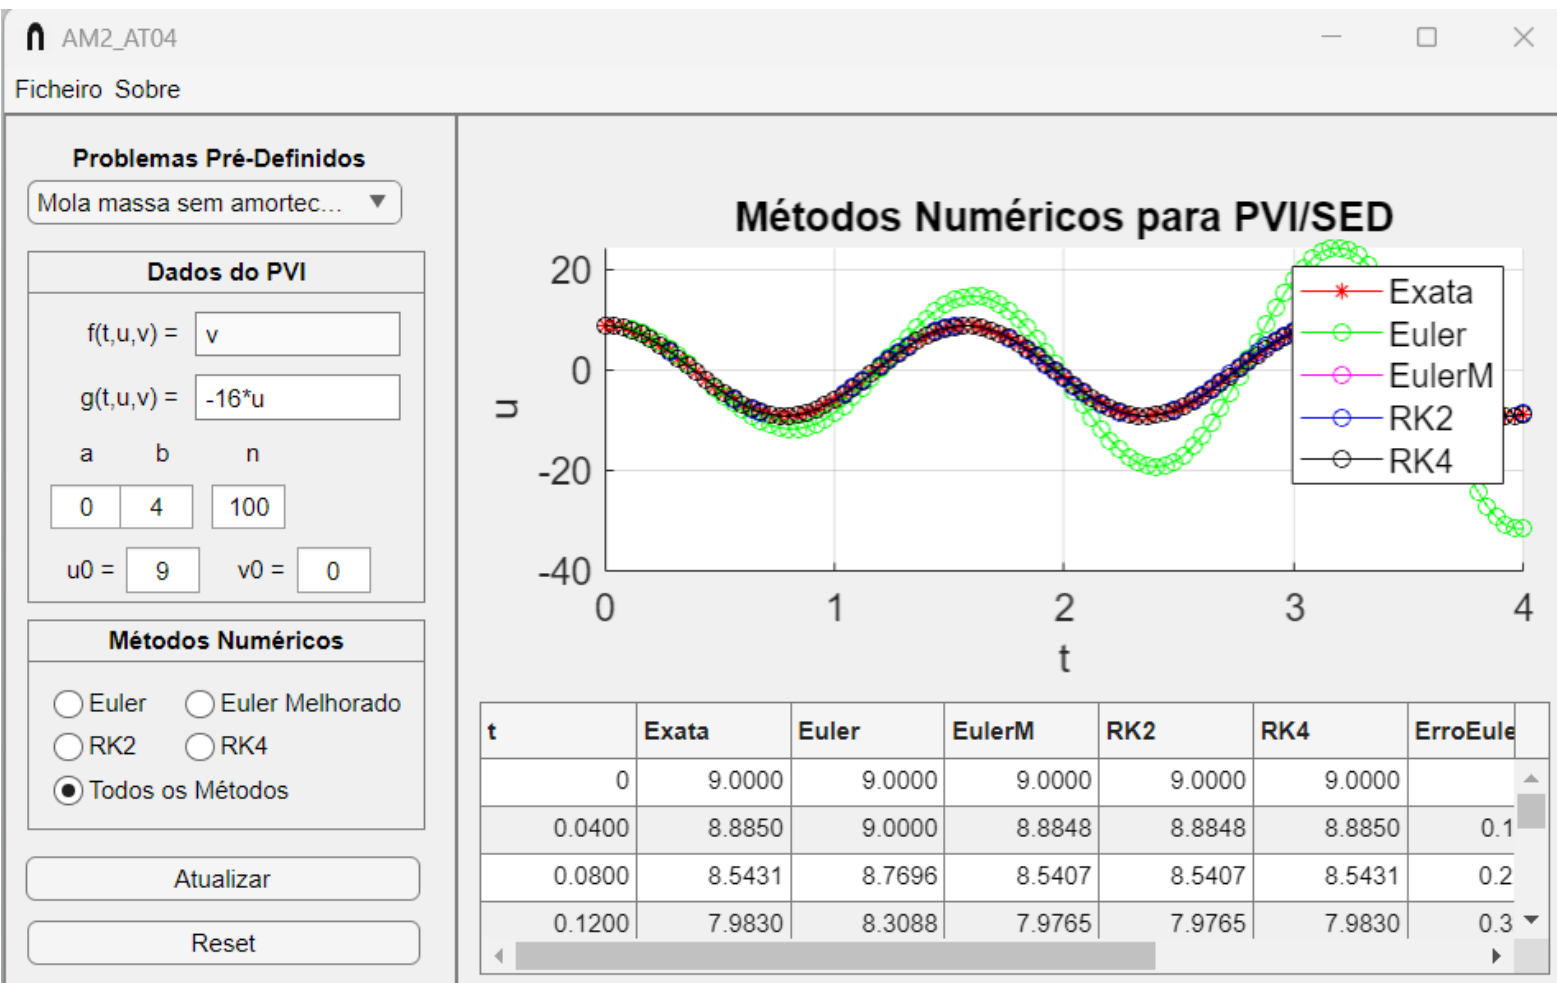 AM2_AT04
Ficheiro Sobre
Problemas Pré-Definidos
Mola massa sem amortec...
Dados do PVI
f(t,u,v) = v
g(t,u,v) = -16*u
a b n
0 4 100
u0 = 9 v0 = 0
Métodos Numéricos
Euler Euler Melhorado
RK2 RK4
Todos os Métodos
Atualizar
Reset
Métodos Numéricos para PVI/SED
20
0
-20
-40
u
0 1 2 3 4
t
Exata
Euler
EulerM
RK2
RK4
t Exata Euler EulerM RK2 RK4 ErroEule
0 9.0000 9.0000 9.0000 9.0000 9.0000
0.0400 8.8850 9.0000 8.8848 8.8848 8.8850 0.1
0.0800 8.5431 8.7696 8.5407 8.5407 8.5431 0.2
0.1200 7.9830 8.3088 7.9765 7.9765 7.9830 0.3